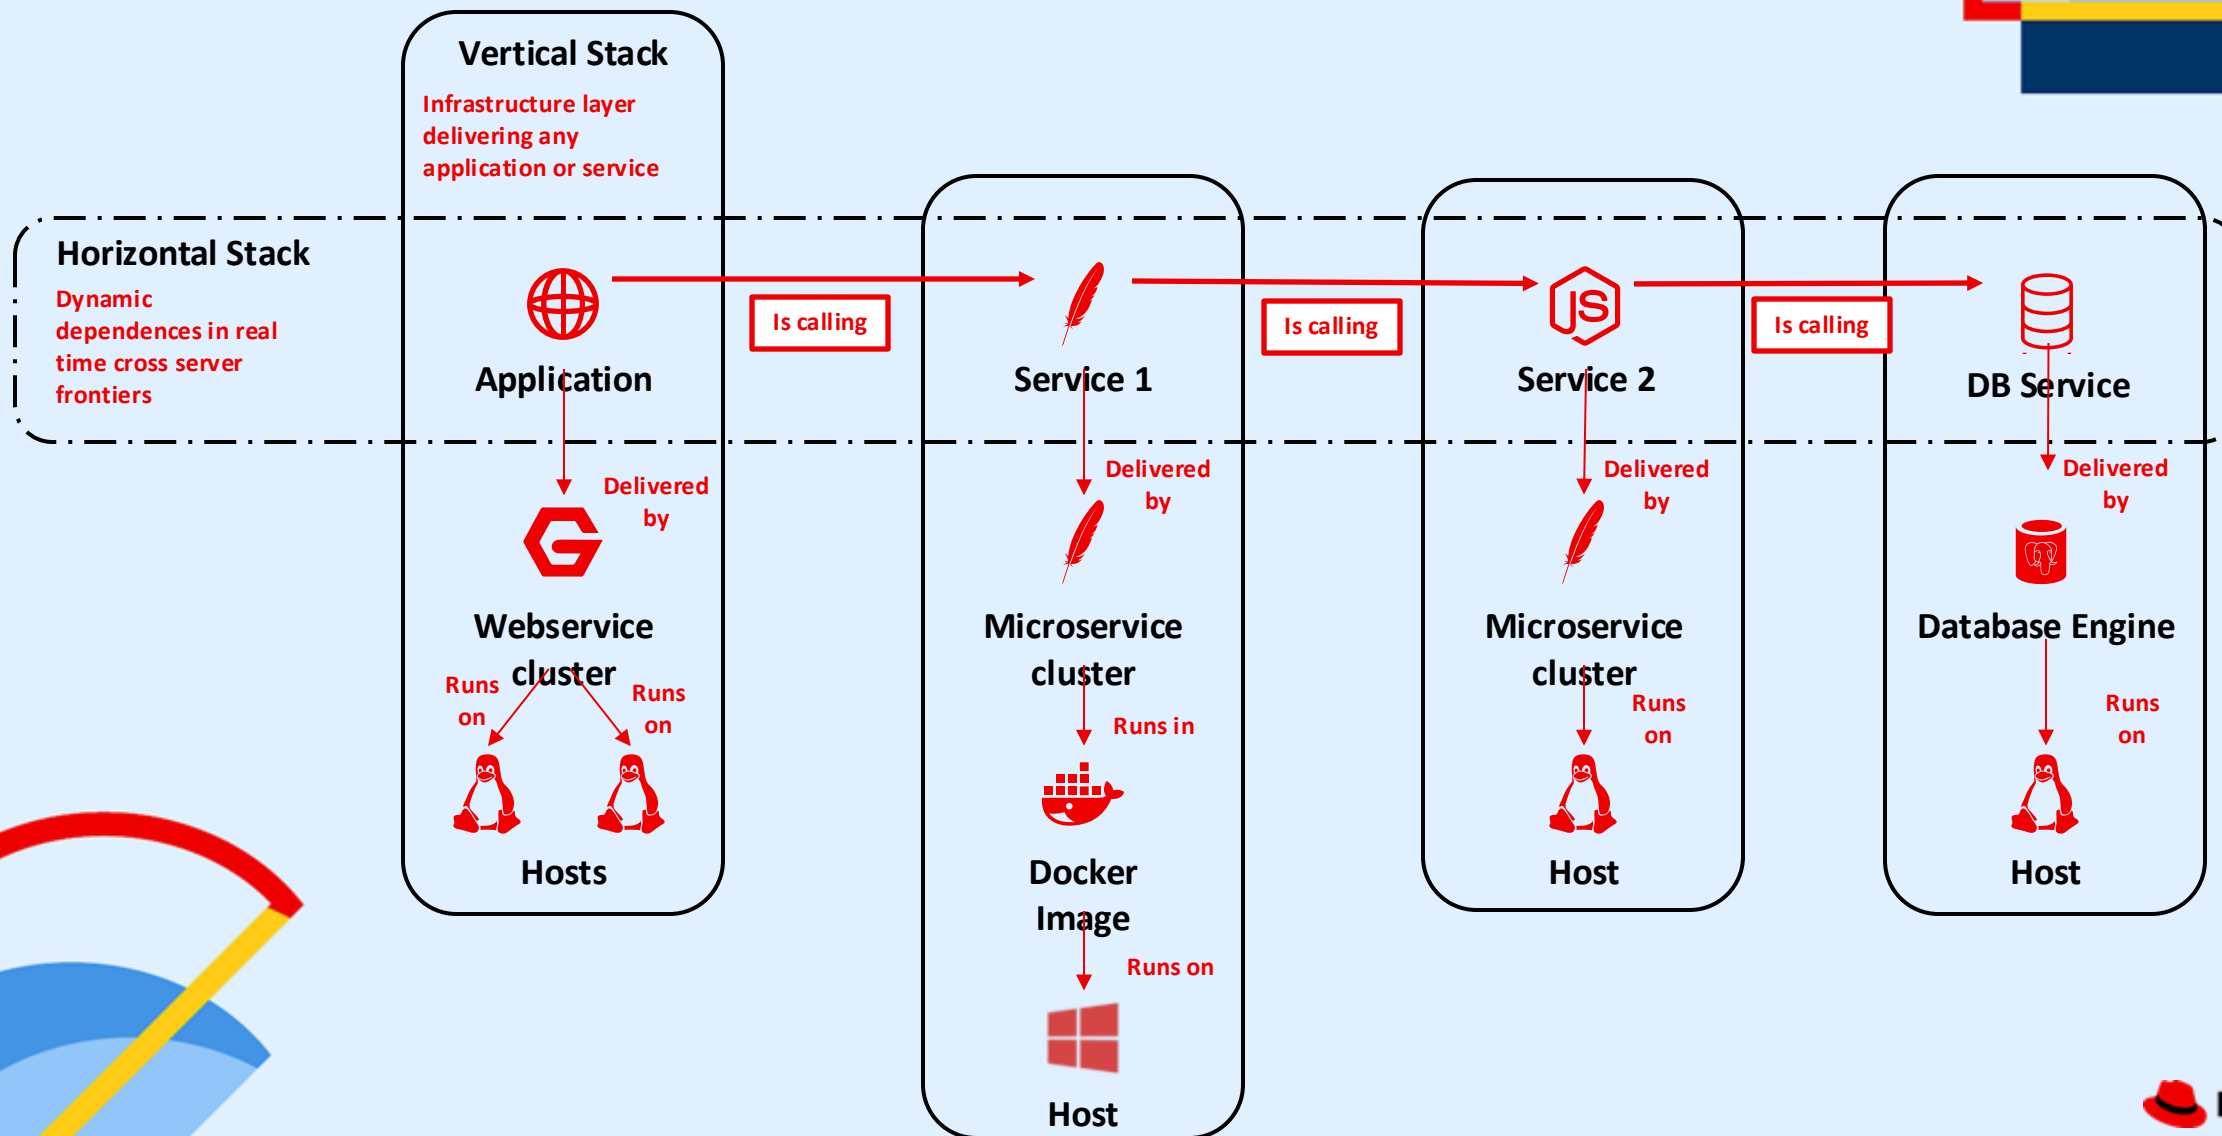 Vertical Stack
Infrastructure layer
delivering any
application or service
Horizontal Stack
Dynamic
dependences in real
time cross server
frontiers
Is calling
Is calling
Is calling
JS
Application
Service 1
Service 2
DB Service
Delivered
by
Delivered
by
Delivered
by
Delivered
by
G
Webservice
cluster
Microservice
cluster
Microservice
cluster
Database Engine
Runs
on
Runs
on
Runs in
Runs
on
Runs
on
Hosts
Docker
Image
Host
Host
Runs on
Host